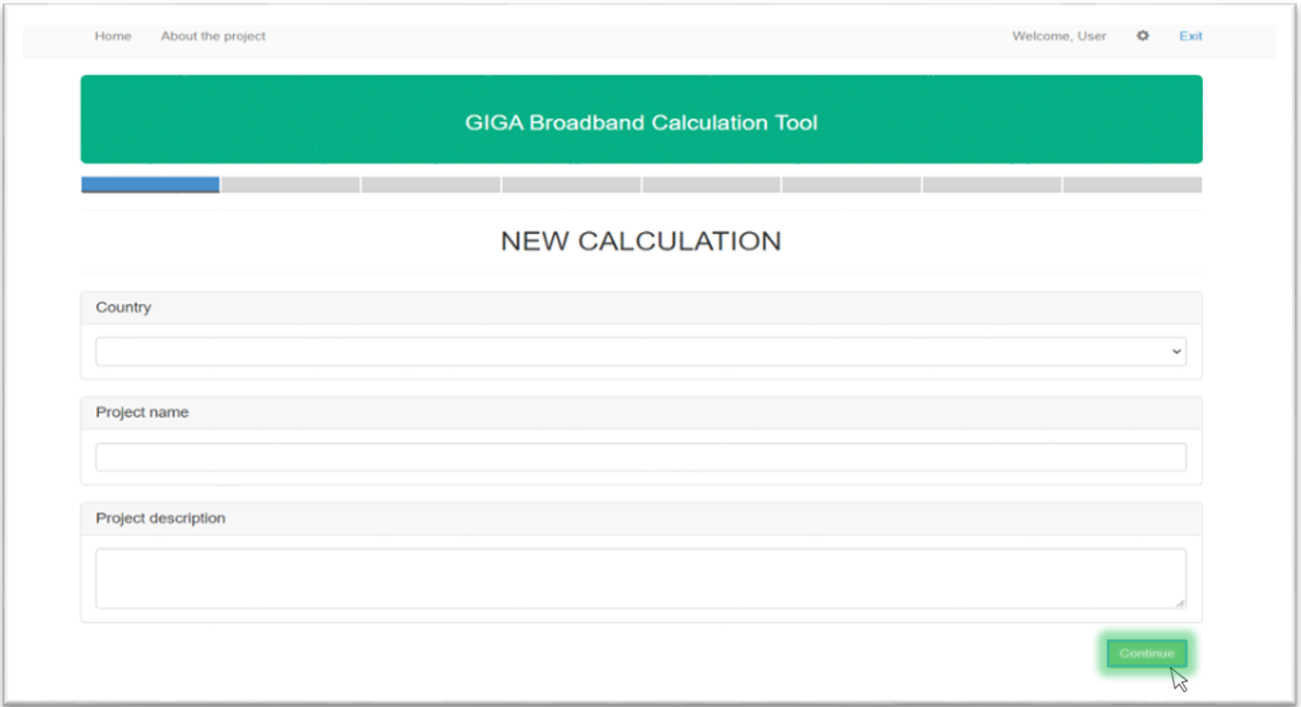 Home About the project Welcome, User Exit
GIGA Broadband Calculation Tool
NEW CALCULATION
Country
Project name
Project description
Continue